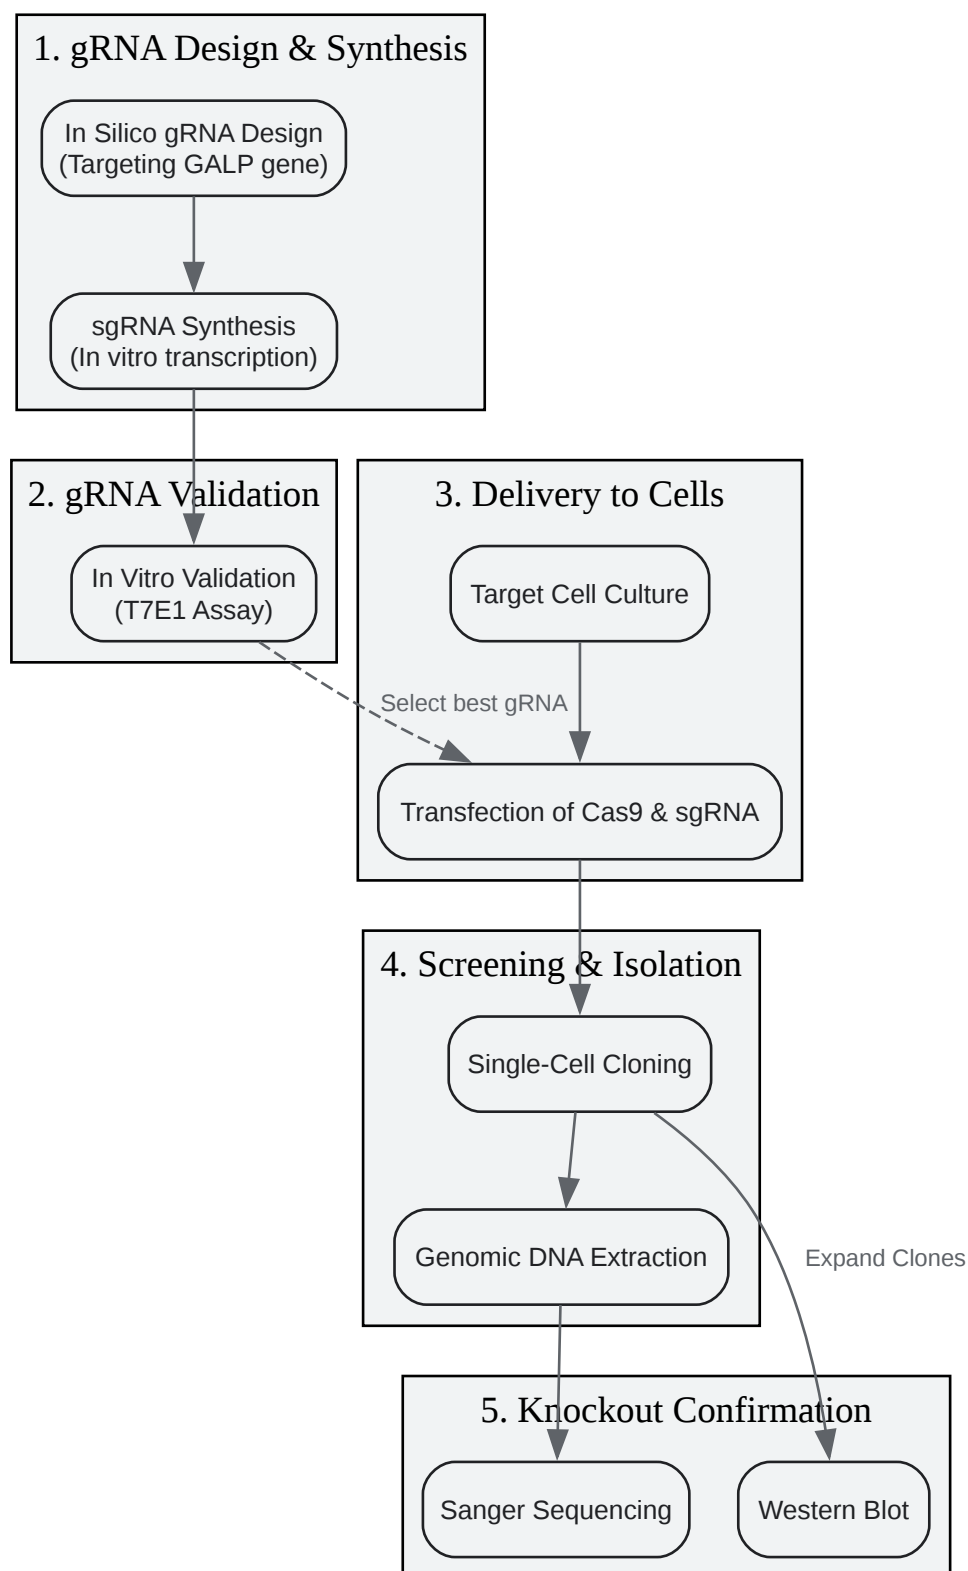 1. gRNA Design & Synthesis
In Silico gRNA Design
(Targeting GALP gene)
sgRNA Synthesis
(In vitro transcription)
2. gRNA Validation
In Vitro Validation
(T7E1 Assay)
3. Delivery to Cells
Target Cell Culture
Select best gRNA
Transfection of Cas9 & sgRNA
4. Screening & Isolation
Single-Cell Cloning
Genomic DNA Extraction
Expand Clones
5. Knockout Confirmation
Sanger Sequencing
Western Blot